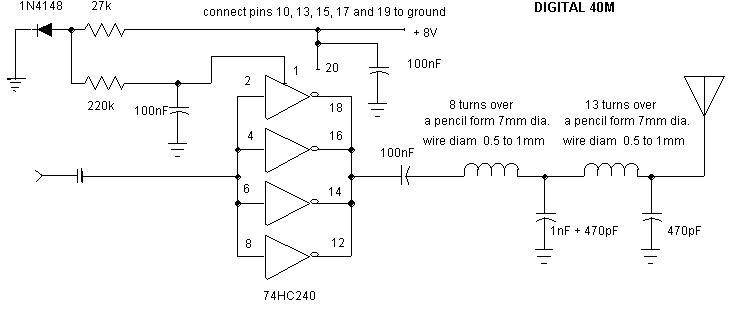 1N4148
27k
connect pins 10, 13, 15, 17 and 19 to ground
DIGITAL 40M
+ 8V
20
100nF
1
220k
100nF
2
18
8 turns over
a pencil form 7mm dia.
wire diam 0.5 to 1mm
13 turns over
a pencil form 7mm dia.
wire diam 0.5 to 1mm
4
16
100nF
6
14
8
12
1nF + 470pF
470pF
74HC240